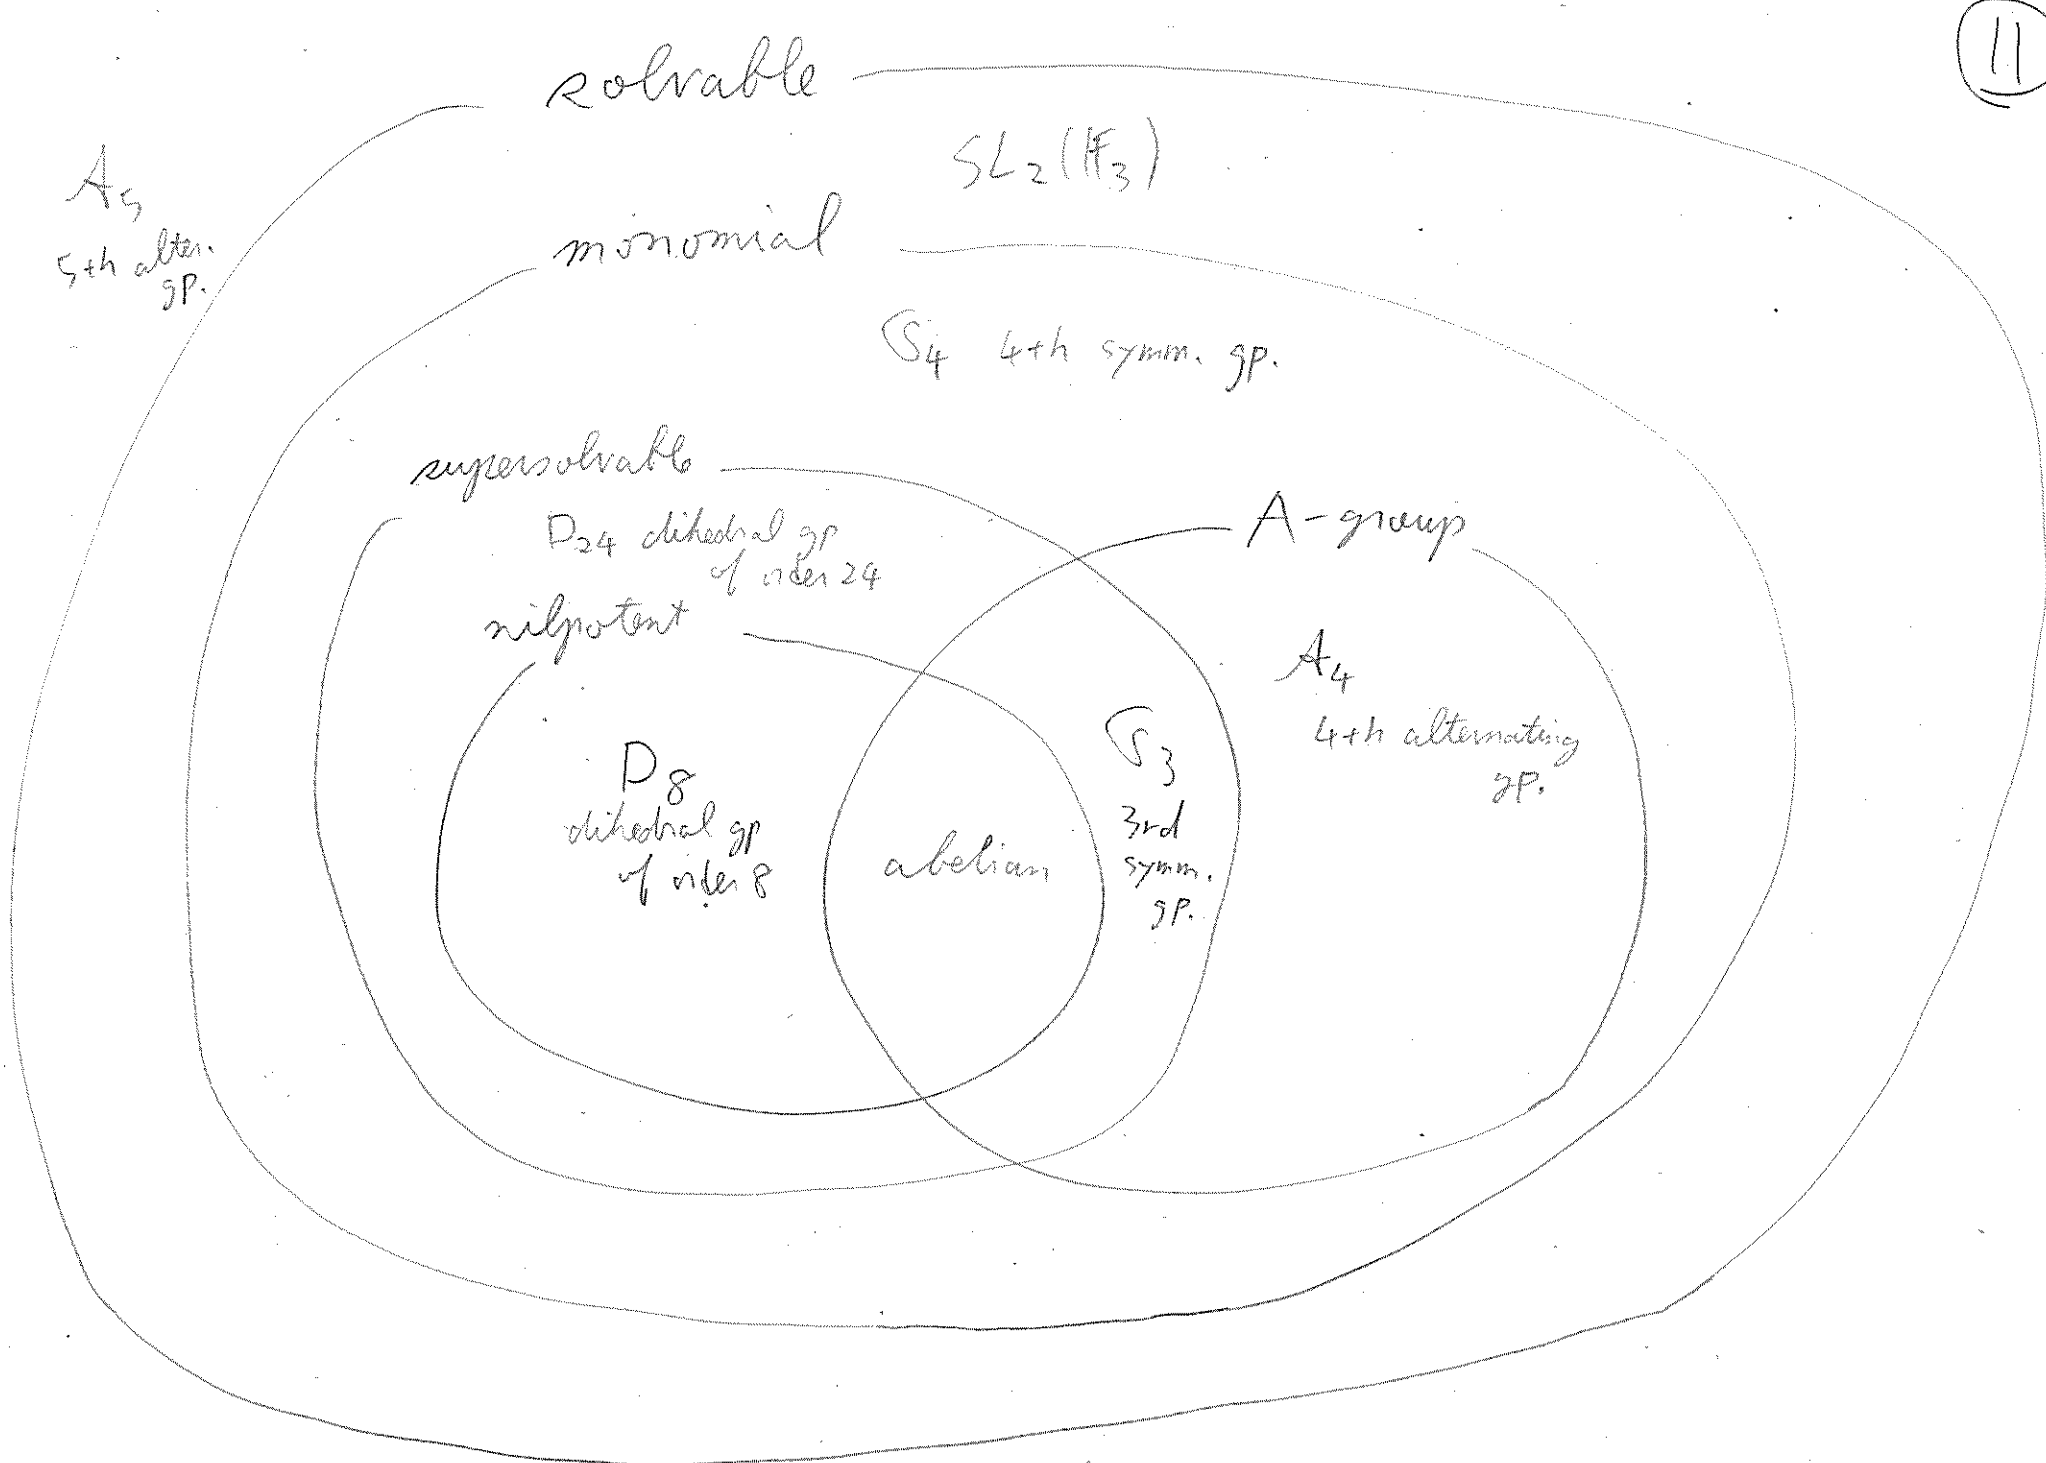 11
solvable
SL₂(𝔽₃)
A₅
5th alter.
gp.
monomial
𝔖₄ 4th symm. gp.
supersolvable
D₂₄ dihedral gp
of order 24
A-group
nilpotent
A₄
4th alternating
gp.
𝔖₃
3rd
symm.
gp.
D₈
dihedral gp
of order 8
abelian